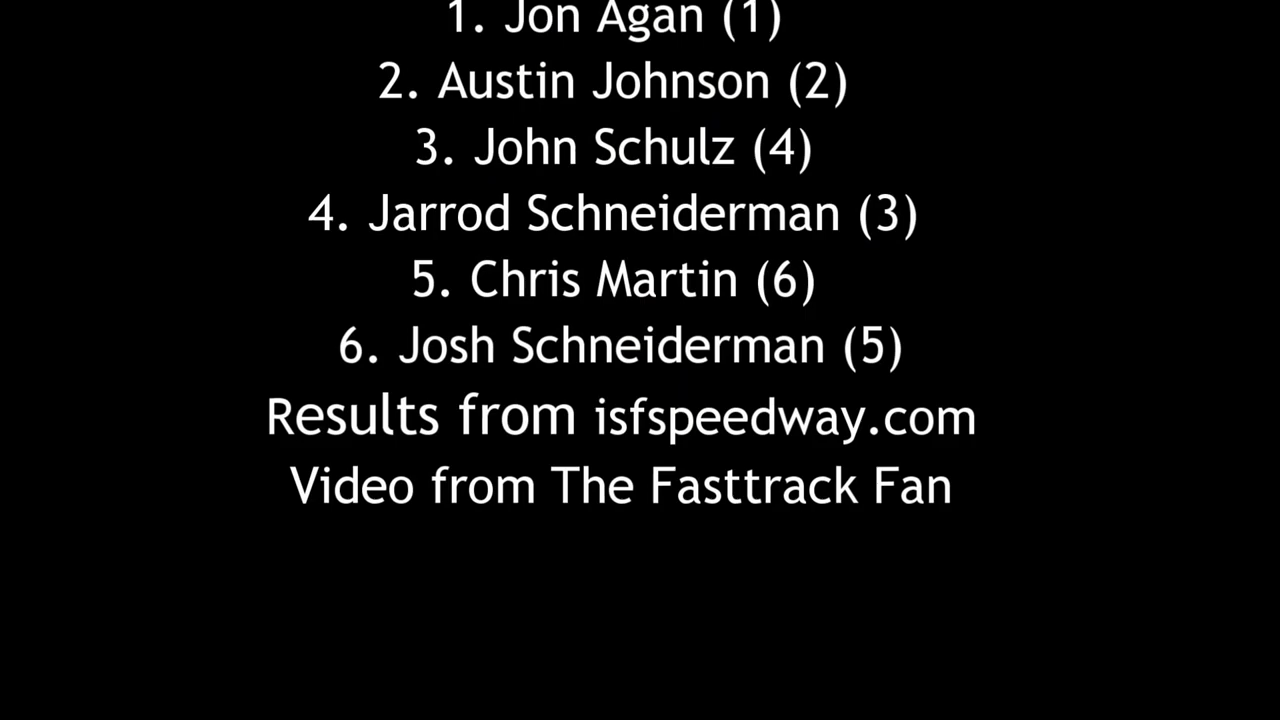 1. Jon Agan (1)
2. Austin Johnson (2)
3. John Schulz (4)
4. Jarrod Schneiderman (3)
5. Chris Martin (6)
6. Josh Schneiderman (5)
Results from isfspeedway.com
Video from The Fasttrack Fan